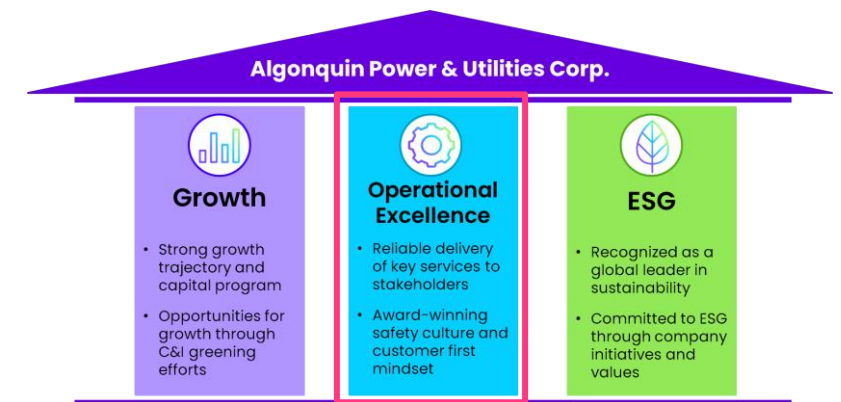 Algonquin Power & Utilities Corp.
Growth
• Strong growth
trajectory and
capital program
• Opportunities for
growth through
C&I greening
efforts
Operational
Excellence
• Reliable delivery
of key services to
stakeholders
• Award-winning
safety culture and
customer first
mindset
ESG
• Recognized as a
global leader in
sustainability
• Committed to ESG
through company
initiatives and
values